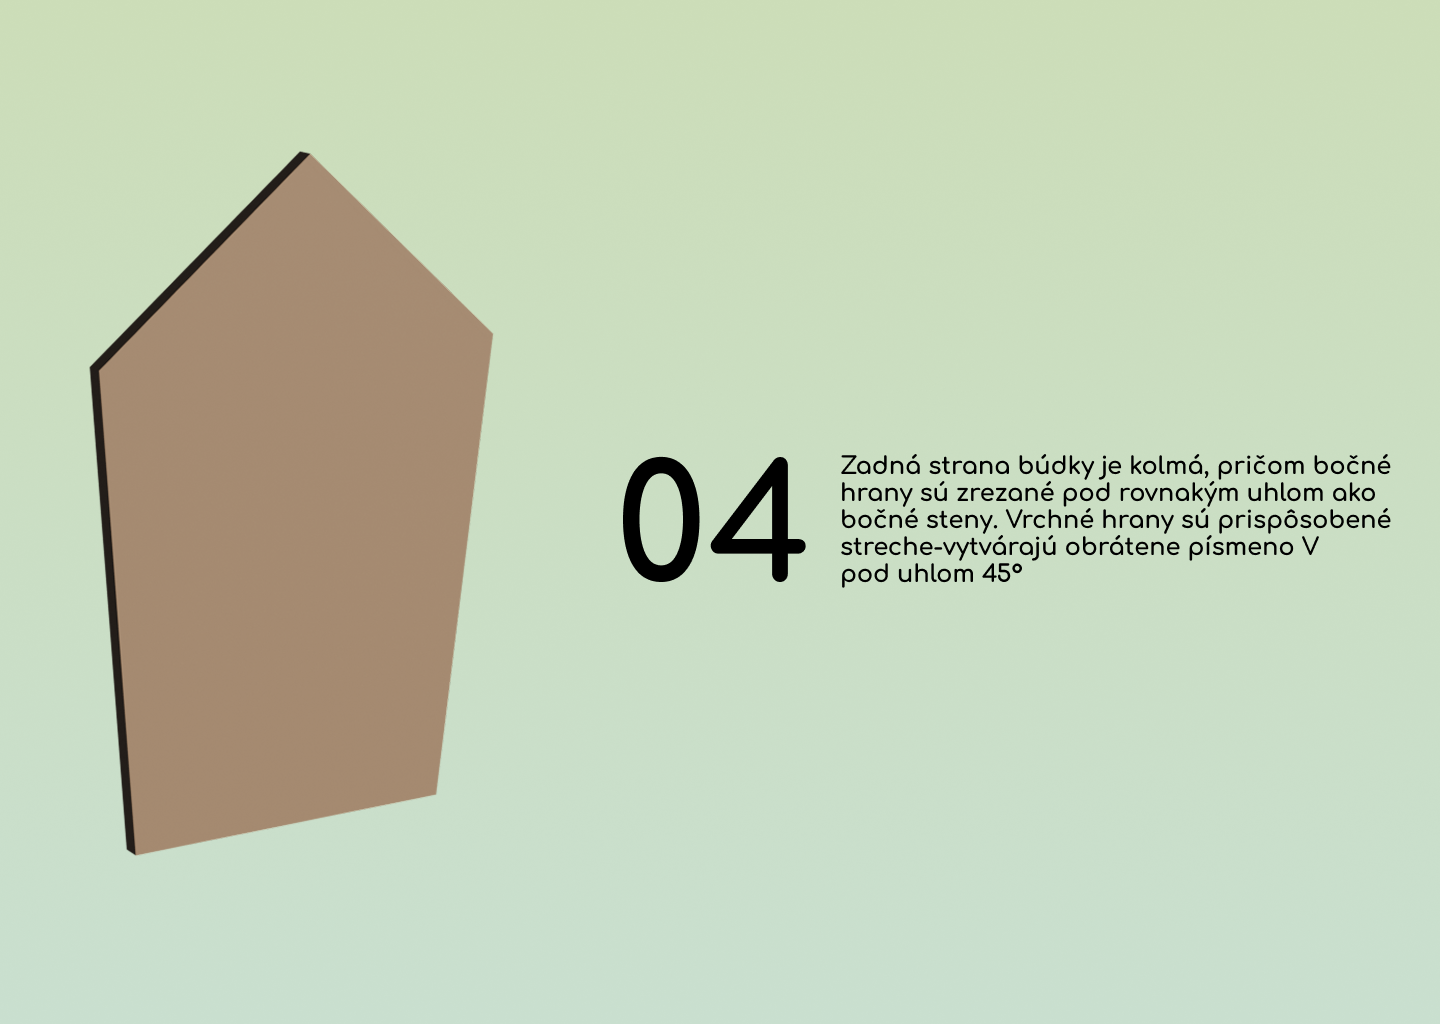 04
Zadná strana búdky je kolmá, pričom bočné
hrany sú zrezané pod rovnakým uhlom ako
bočné steny. Vrchné hrany sú prispôsobené
streche-vytvárajú obrátene písmeno V
pod uhlom 45°